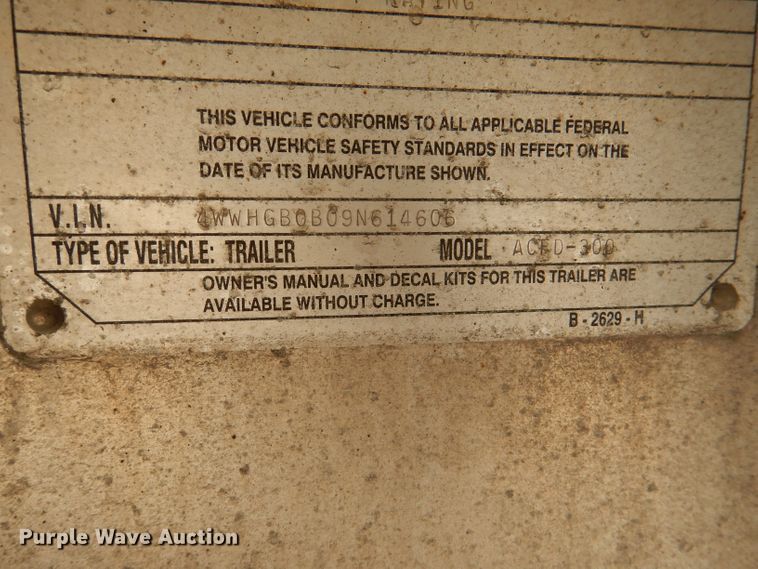 RATING
THIS VEHICLE CONFORMS TO ALL APPLICABLE FEDERAL
MOTOR VEHICLE SAFETY STANDARDS IN EFFECT ON THE
DATE OF ITS MANUFACTURE SHOWN.
V.I.N. 4WWHGB0B09N614606
TYPE OF VEHICLE: TRAILER MODEL ACFD-300
OWNER'S MANUAL AND DECAL KITS FOR THIS TRAILER ARE
AVAILABLE WITHOUT CHARGE.
B - 2629 - H
Purple Wave Auction